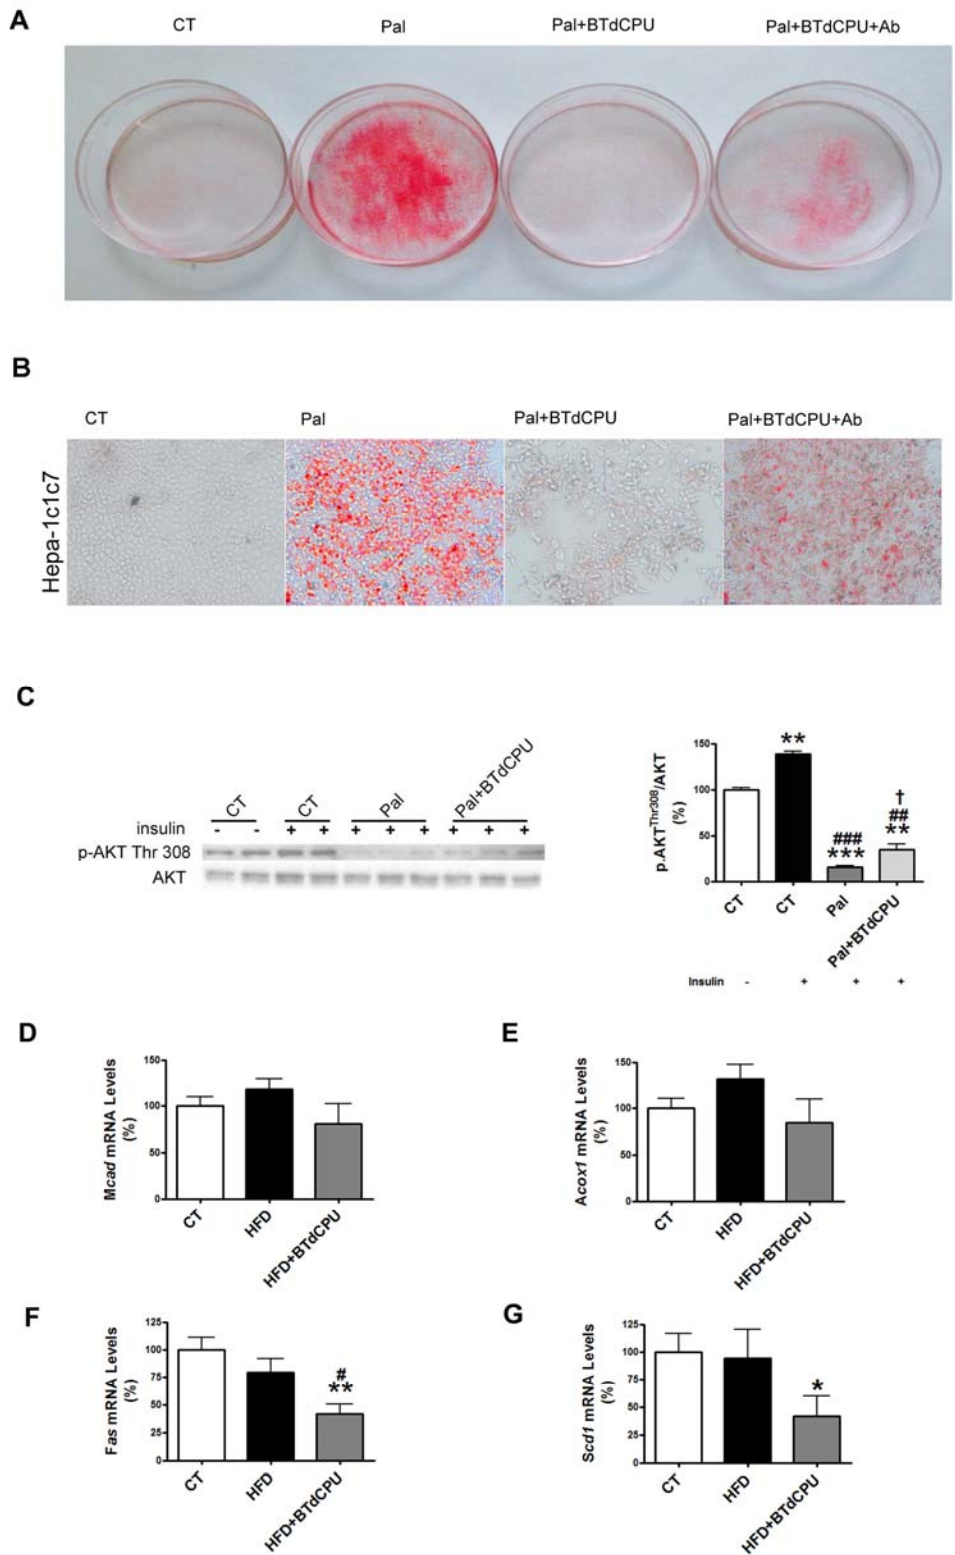 A
CT Pal Pal+BTdCPU Pal+BTdCPU+Ab
B
CT Pal Pal+BTdCPU Pal+BTdCPU+Ab
Hepa-1c1c7
C
CT CT Pal Pal+BTdCPU
insulin - - + + + + + + + +
p-AKT Thr 308
AKT
p.AKT^Thr308/AKT
(%)
150
100
50
0
**
###
***
†
##
**
CT CT Pal Pal+BTdCPU
Insulin - + + +
D
Mcad mRNA Levels
(%)
150
100
50
0
CT HFD HFD+BTdCPU
E
Acox1 mRNA Levels
(%)
150
100
50
0
CT HFD HFD+BTdCPU
F
Fas mRNA Levels
(%)
125
100
75
50
25
0
#
**
CT HFD HFD+BTdCPU
G
Scd1 mRNA Levels
(%)
125
100
75
50
25
0
*
CT HFD HFD+BTdCPU